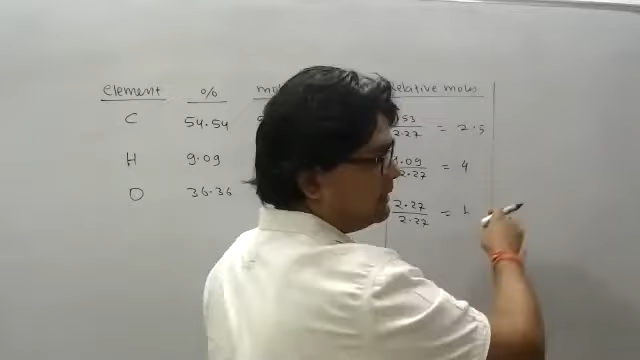 Element % mol Relative moles
C 54.54 53/2.27 = 2.5
H 9.09 9.09/2.27 = 4
O 36.36 2.27/2.27 = 1